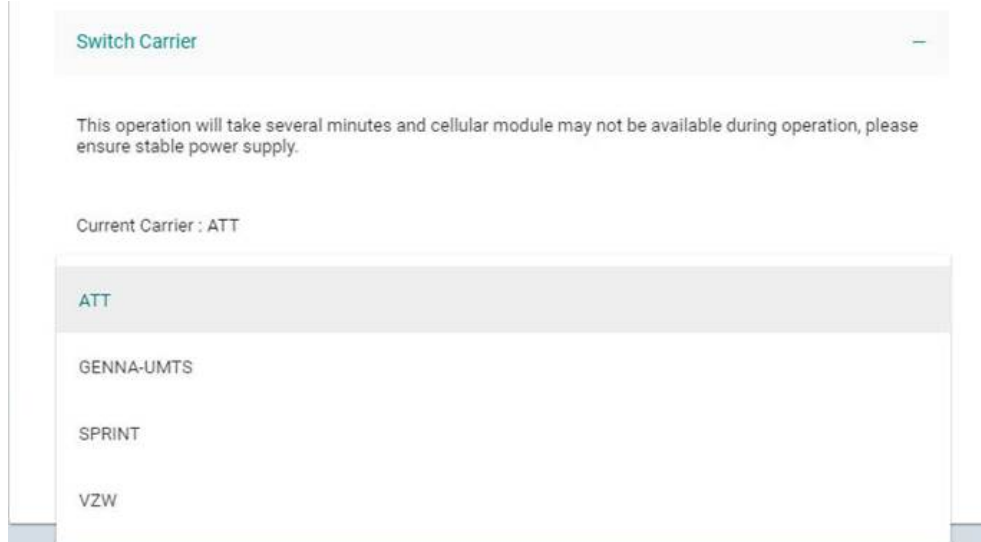 Switch Carrier
This operation will take several minutes and cellular module may not be available during operation, please
ensure stable power supply.
Current Carrier : ATT
ATT
GENNA-UMTS
SPRINT
VZW